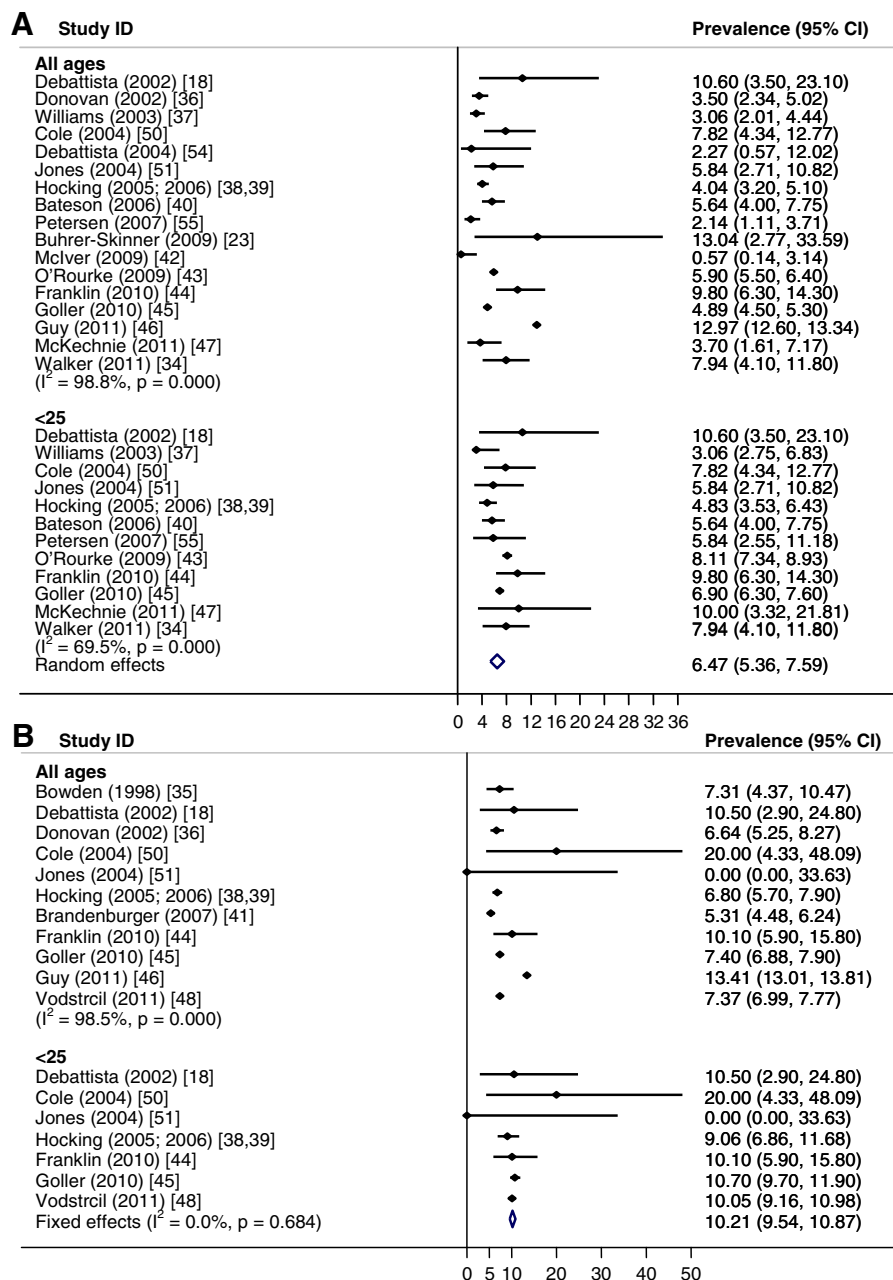 A Study ID Prevalence (95% CI)
All ages
Debattista (2002) [18] 10.60 (3.50, 23.10)
Donovan (2002) [36] 3.50 (2.34, 5.02)
Williams (2003) [37] 3.06 (2.01, 4.44)
Cole (2004) [50] 7.82 (4.34, 12.77)
Debattista (2004) [54] 2.27 (0.57, 12.02)
Jones (2004) [51] 5.84 (2.71, 10.82)
Hocking (2005; 2006) [38,39] 4.04 (3.20, 5.10)
Bateson (2006) [40] 5.64 (4.00, 7.75)
Petersen (2007) [55] 2.14 (1.11, 3.71)
Buhrer-Skinner (2009) [23] 13.04 (2.77, 33.59)
McIver (2009) [42] 0.57 (0.14, 3.14)
O'Rourke (2009) [43] 5.90 (5.50, 6.40)
Franklin (2010) [44] 9.80 (6.30, 14.30)
Goller (2010) [45] 4.89 (4.50, 5.30)
Guy (2011) [46] 12.97 (12.60, 13.34)
McKechnie (2011) [47] 3.70 (1.61, 7.17)
Walker (2011) [34] 7.94 (4.10, 11.80)
(I² = 98.8%, p = 0.000)
<25
Debattista (2002) [18] 10.60 (3.50, 23.10)
Williams (2003) [37] 3.06 (2.75, 6.83)
Cole (2004) [50] 7.82 (4.34, 12.77)
Jones (2004) [51] 5.84 (2.71, 10.82)
Hocking (2005; 2006) [38,39] 4.83 (3.53, 6.43)
Bateson (2006) [40] 5.64 (4.00, 7.75)
Petersen (2007) [55] 5.84 (2.55, 11.18)
O'Rourke (2009) [43] 8.11 (7.34, 8.93)
Franklin (2010) [44] 9.80 (6.30, 14.30)
Goller (2010) [45] 6.90 (6.30, 7.60)
McKechnie (2011) [47] 10.00 (3.32, 21.81)
Walker (2011) [34] 7.94 (4.10, 11.80)
(I² = 69.5%, p = 0.000)
Random effects 6.47 (5.36, 7.59)
0 4 8 12 16 20 24 28 32 36
B Study ID Prevalence (95% CI)
All ages
Bowden (1998) [35] 7.31 (4.37, 10.47)
Debattista (2002) [18] 10.50 (2.90, 24.80)
Donovan (2002) [36] 6.64 (5.25, 8.27)
Cole (2004) [50] 20.00 (4.33, 48.09)
Jones (2004) [51] 0.00 (0.00, 33.63)
Hocking (2005; 2006) [38,39] 6.80 (5.70, 7.90)
Brandenburger (2007) [41] 5.31 (4.48, 6.24)
Franklin (2010) [44] 10.10 (5.90, 15.80)
Goller (2010) [45] 7.40 (6.88, 7.90)
Guy (2011) [46] 13.41 (13.01, 13.81)
Vodstrcil (2011) [48] 7.37 (6.99, 7.77)
(I² = 98.5%, p = 0.000)
<25
Debattista (2002) [18] 10.50 (2.90, 24.80)
Cole (2004) [50] 20.00 (4.33, 48.09)
Jones (2004) [51] 0.00 (0.00, 33.63)
Hocking (2005; 2006) [38,39] 9.06 (6.86, 11.68)
Franklin (2010) [44] 10.10 (5.90, 15.80)
Goller (2010) [45] 10.70 (9.70, 11.90)
Vodstrcil (2011) [48] 10.05 (9.16, 10.98)
Fixed effects (I² = 0.0%, p = 0.684) 10.21 (9.54, 10.87)
0 5 10 20 30 40 50